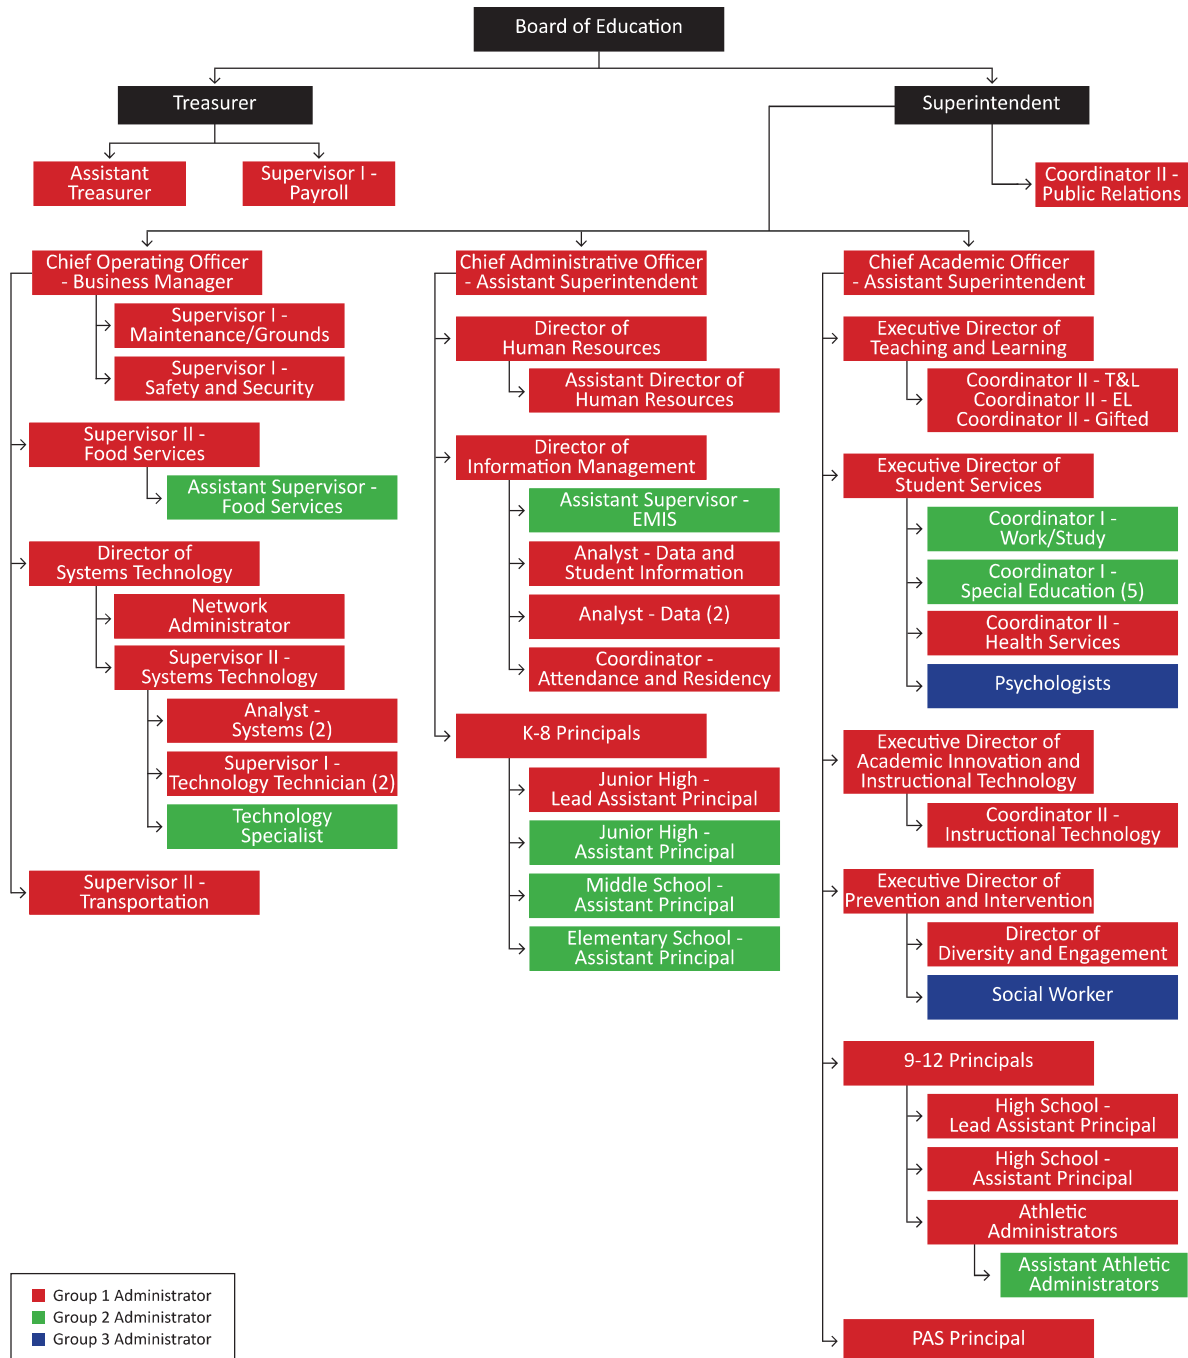 Board of Education
Treasurer
Superintendent
Assistant
Treasurer
Supervisor I -
Payroll
Coordinator II -
Public Relations
Chief Operating Officer
- Business Manager
Supervisor I -
Maintenance/Grounds
Supervisor I -
Safety and Security
Supervisor II -
Food Services
Assistant Supervisor -
Food Services
Director of
Systems Technology
Network
Administrator
Supervisor II -
Systems Technology
Analyst -
Systems (2)
Supervisor I -
Technology Technician (2)
Technology
Specialist
Supervisor II -
Transportation
Chief Administrative Officer
- Assistant Superintendent
Director of
Human Resources
Assistant Director of
Human Resources
Director of
Information Management
Assistant Supervisor -
EMIS
Analyst - Data and
Student Information
Analyst - Data (2)
Coordinator -
Attendance and Residency
K-8 Principals
Junior High -
Lead Assistant Principal
Junior High -
Assistant Principal
Middle School -
Assistant Principal
Elementary School -
Assistant Principal
Chief Academic Officer
- Assistant Superintendent
Executive Director of
Teaching and Learning
Coordinator II - T&L
Coordinator II - EL
Coordinator II - Gifted
Executive Director of
Student Services
Coordinator I -
Work/Study
Coordinator I -
Special Education (5)
Coordinator II -
Health Services
Psychologists
Executive Director of
Academic Innovation and
Instructional Technology
Coordinator II -
Instructional Technology
Executive Director of
Prevention and Intervention
Director of
Diversity and Engagement
Social Worker
9-12 Principals
High School -
Lead Assistant Principal
High School -
Assistant Principal
Athletic
Administrators
Assistant Athletic
Administrators
PAS Principal
Group 1 Administrator
Group 2 Administrator
Group 3 Administrator